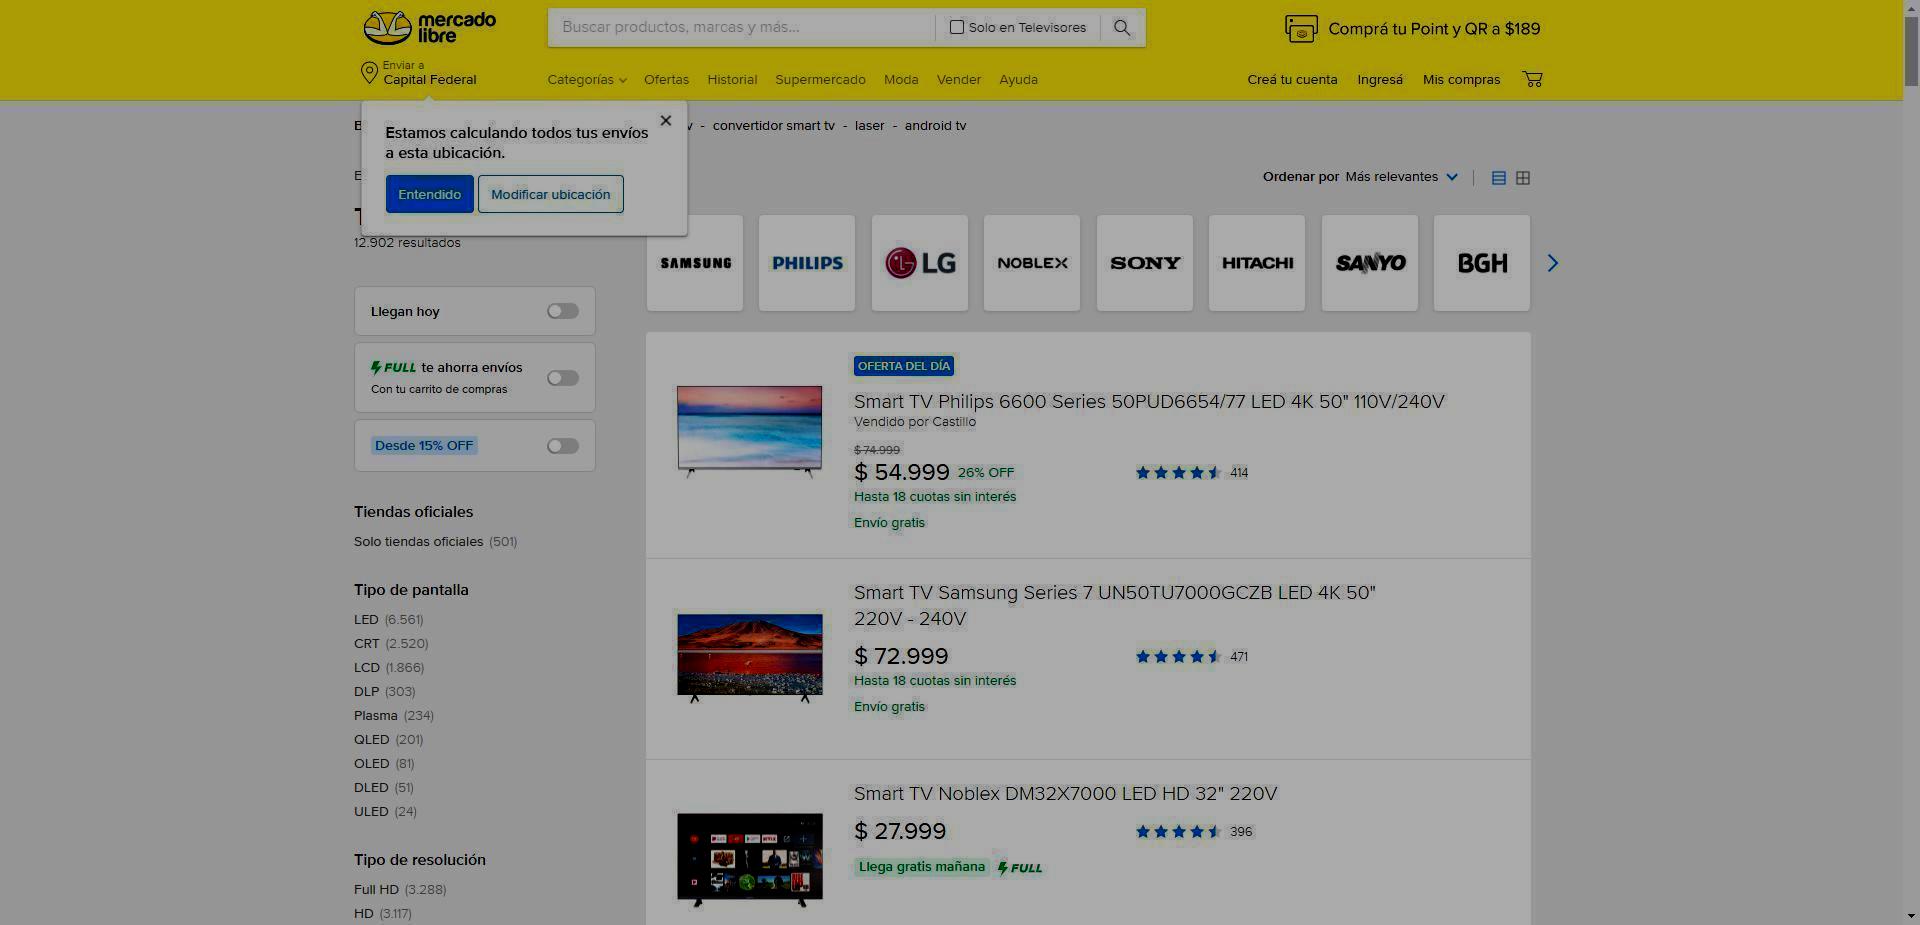 mercado
libre
Buscar productos, marcas y más...
Solo en Televisores
Comprá tu Point y QR a $189
Enviar a
Capital Federal
Categorías
Ofertas
Historial
Supermercado
Moda
Vender
Ayuda
Creá tu cuenta
Ingresá
Mis compras
Estamos calculando todos tus envíos
a esta ubicación.
Entendido
Modificar ubicación
v - convertidor smart tv - laser - android tv
12.902 resultados
Ordenar por Más relevantes
SAMSUNG
PHILIPS
LG
NOBLEX
SONY
HITACHI
SANYO
BGH
Llegan hoy
FULL te ahorra envíos
Con tu carrito de compras
Desde 15% OFF
Tiendas oficiales
Solo tiendas oficiales (501)
Tipo de pantalla
LED (6.561)
CRT (2.520)
LCD (1.866)
DLP (303)
Plasma (234)
QLED (201)
OLED (81)
DLED (51)
ULED (24)
Tipo de resolución
Full HD (3.288)
HD (3.117)
OFERTA DEL DÍA
Smart TV Philips 6600 Series 50PUD6654/77 LED 4K 50" 110V/240V
Vendido por Castillo
$ 74.999
$ 54.999 26% OFF
414
Hasta 18 cuotas sin interés
Envío gratis
Smart TV Samsung Series 7 UN50TU7000GCZB LED 4K 50"
220V - 240V
$ 72.999
471
Hasta 18 cuotas sin interés
Envío gratis
Smart TV Noblex DM32X7000 LED HD 32" 220V
$ 27.999
396
Llega gratis mañana FULL